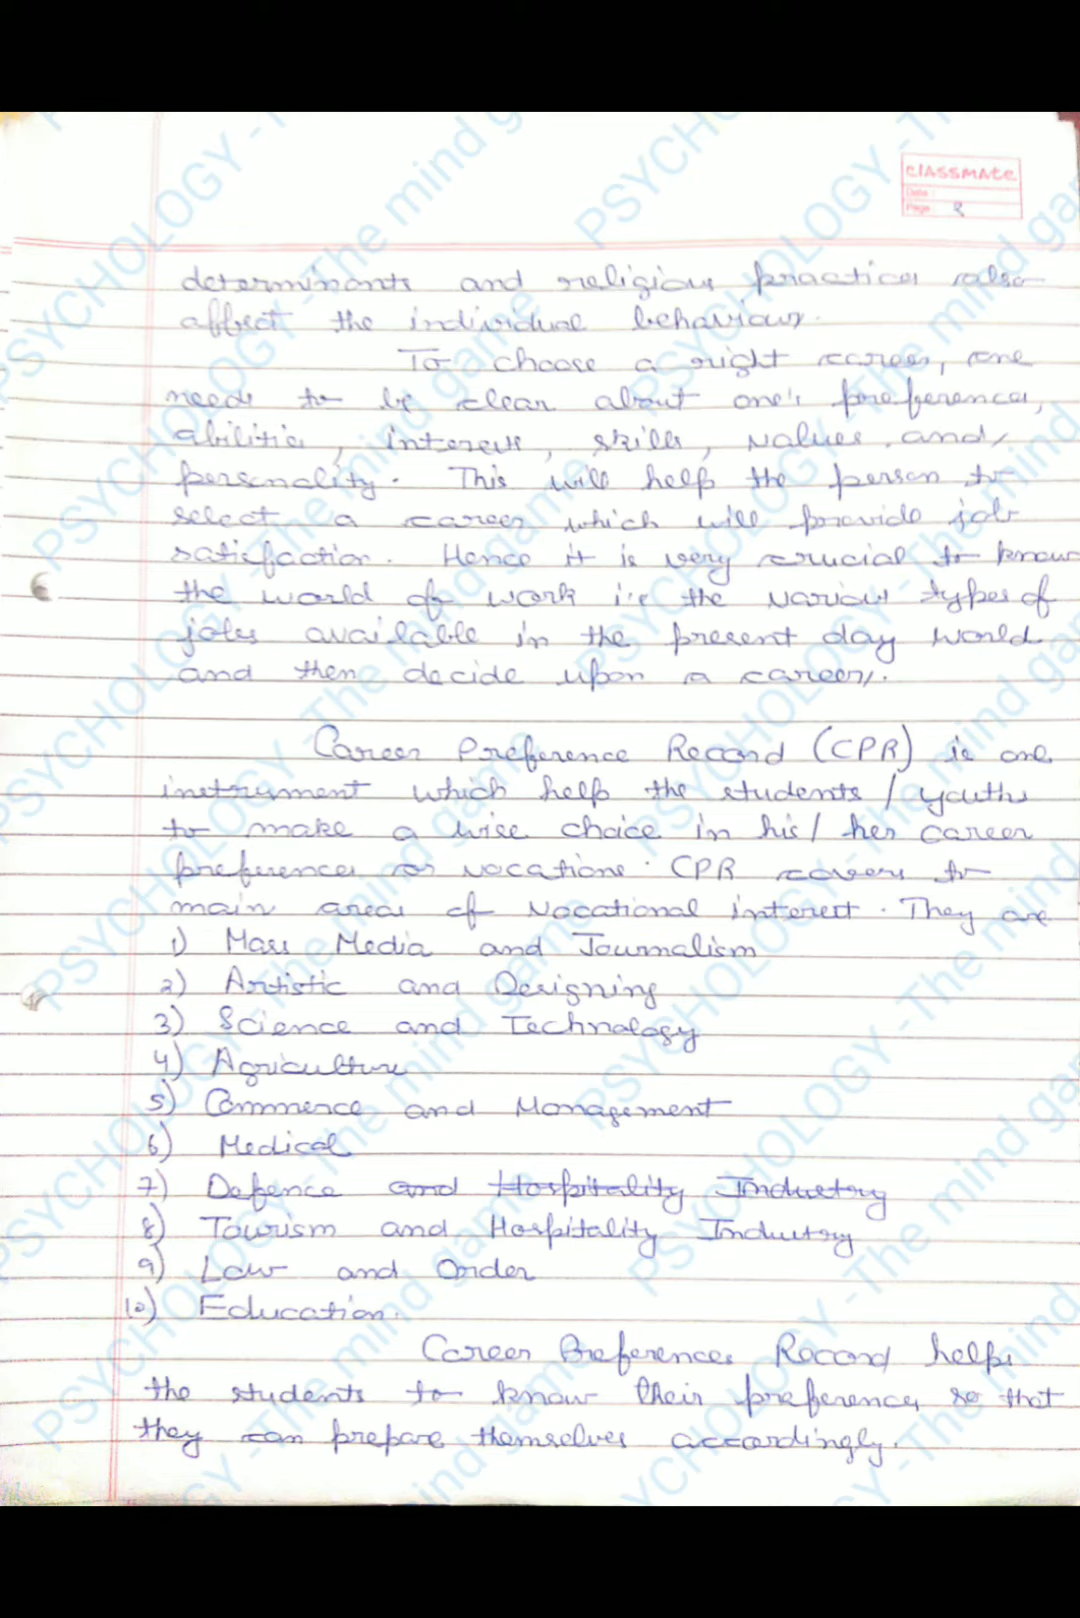 CLASSMATE
Date :
Page : 2
determinants and religious practices also
affect the individual behaviour.
To choose a right career, one
needs to be clear about one's preferences,
abilities, interests, skills, values and
personality. This will help the person to
select a career which will provide job
satisfaction. Hence it is very crucial to know
the world of work i.e the various types of
jobs available in the present day world
and then decide upon a career.
Career Preference Record (CPR) is one
instrument which help the students / youths
to make a wise choice in his/ her career
preferences or vocations. CPR covers to
main areas of vocational interest. They are
1) Mass Media and Journalism
2) Artistic and Designing
3) Science and Technology
4) Agriculture
5) Commerce and Management
6) Medical
7) Defence and Hospitality Industry
8) Tourism and Hospitality Industry
9) Law and Order
10) Education.
Career Preferences Record helps
the students to know their preferences so that
they can prepare themselves accordingly.
PSYCHOLOGY -The mind game